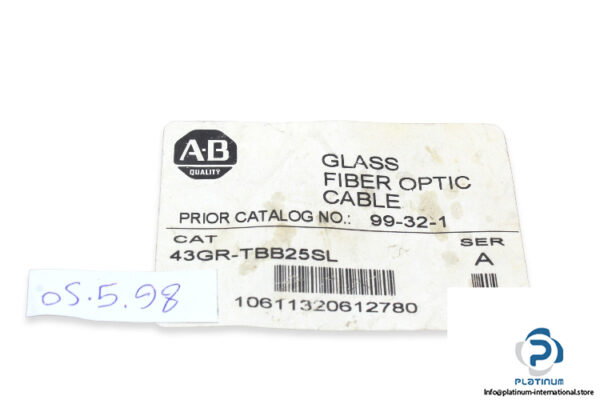 A-B
QUALITY
GLASS
FIBER OPTIC
CABLE
PRIOR CATALOG NO.: 99-32-1
CAT
SER
43GR-TBB25SL
A
10611320612780
05.5.98
PLATINUM
Info@platinum-international.store